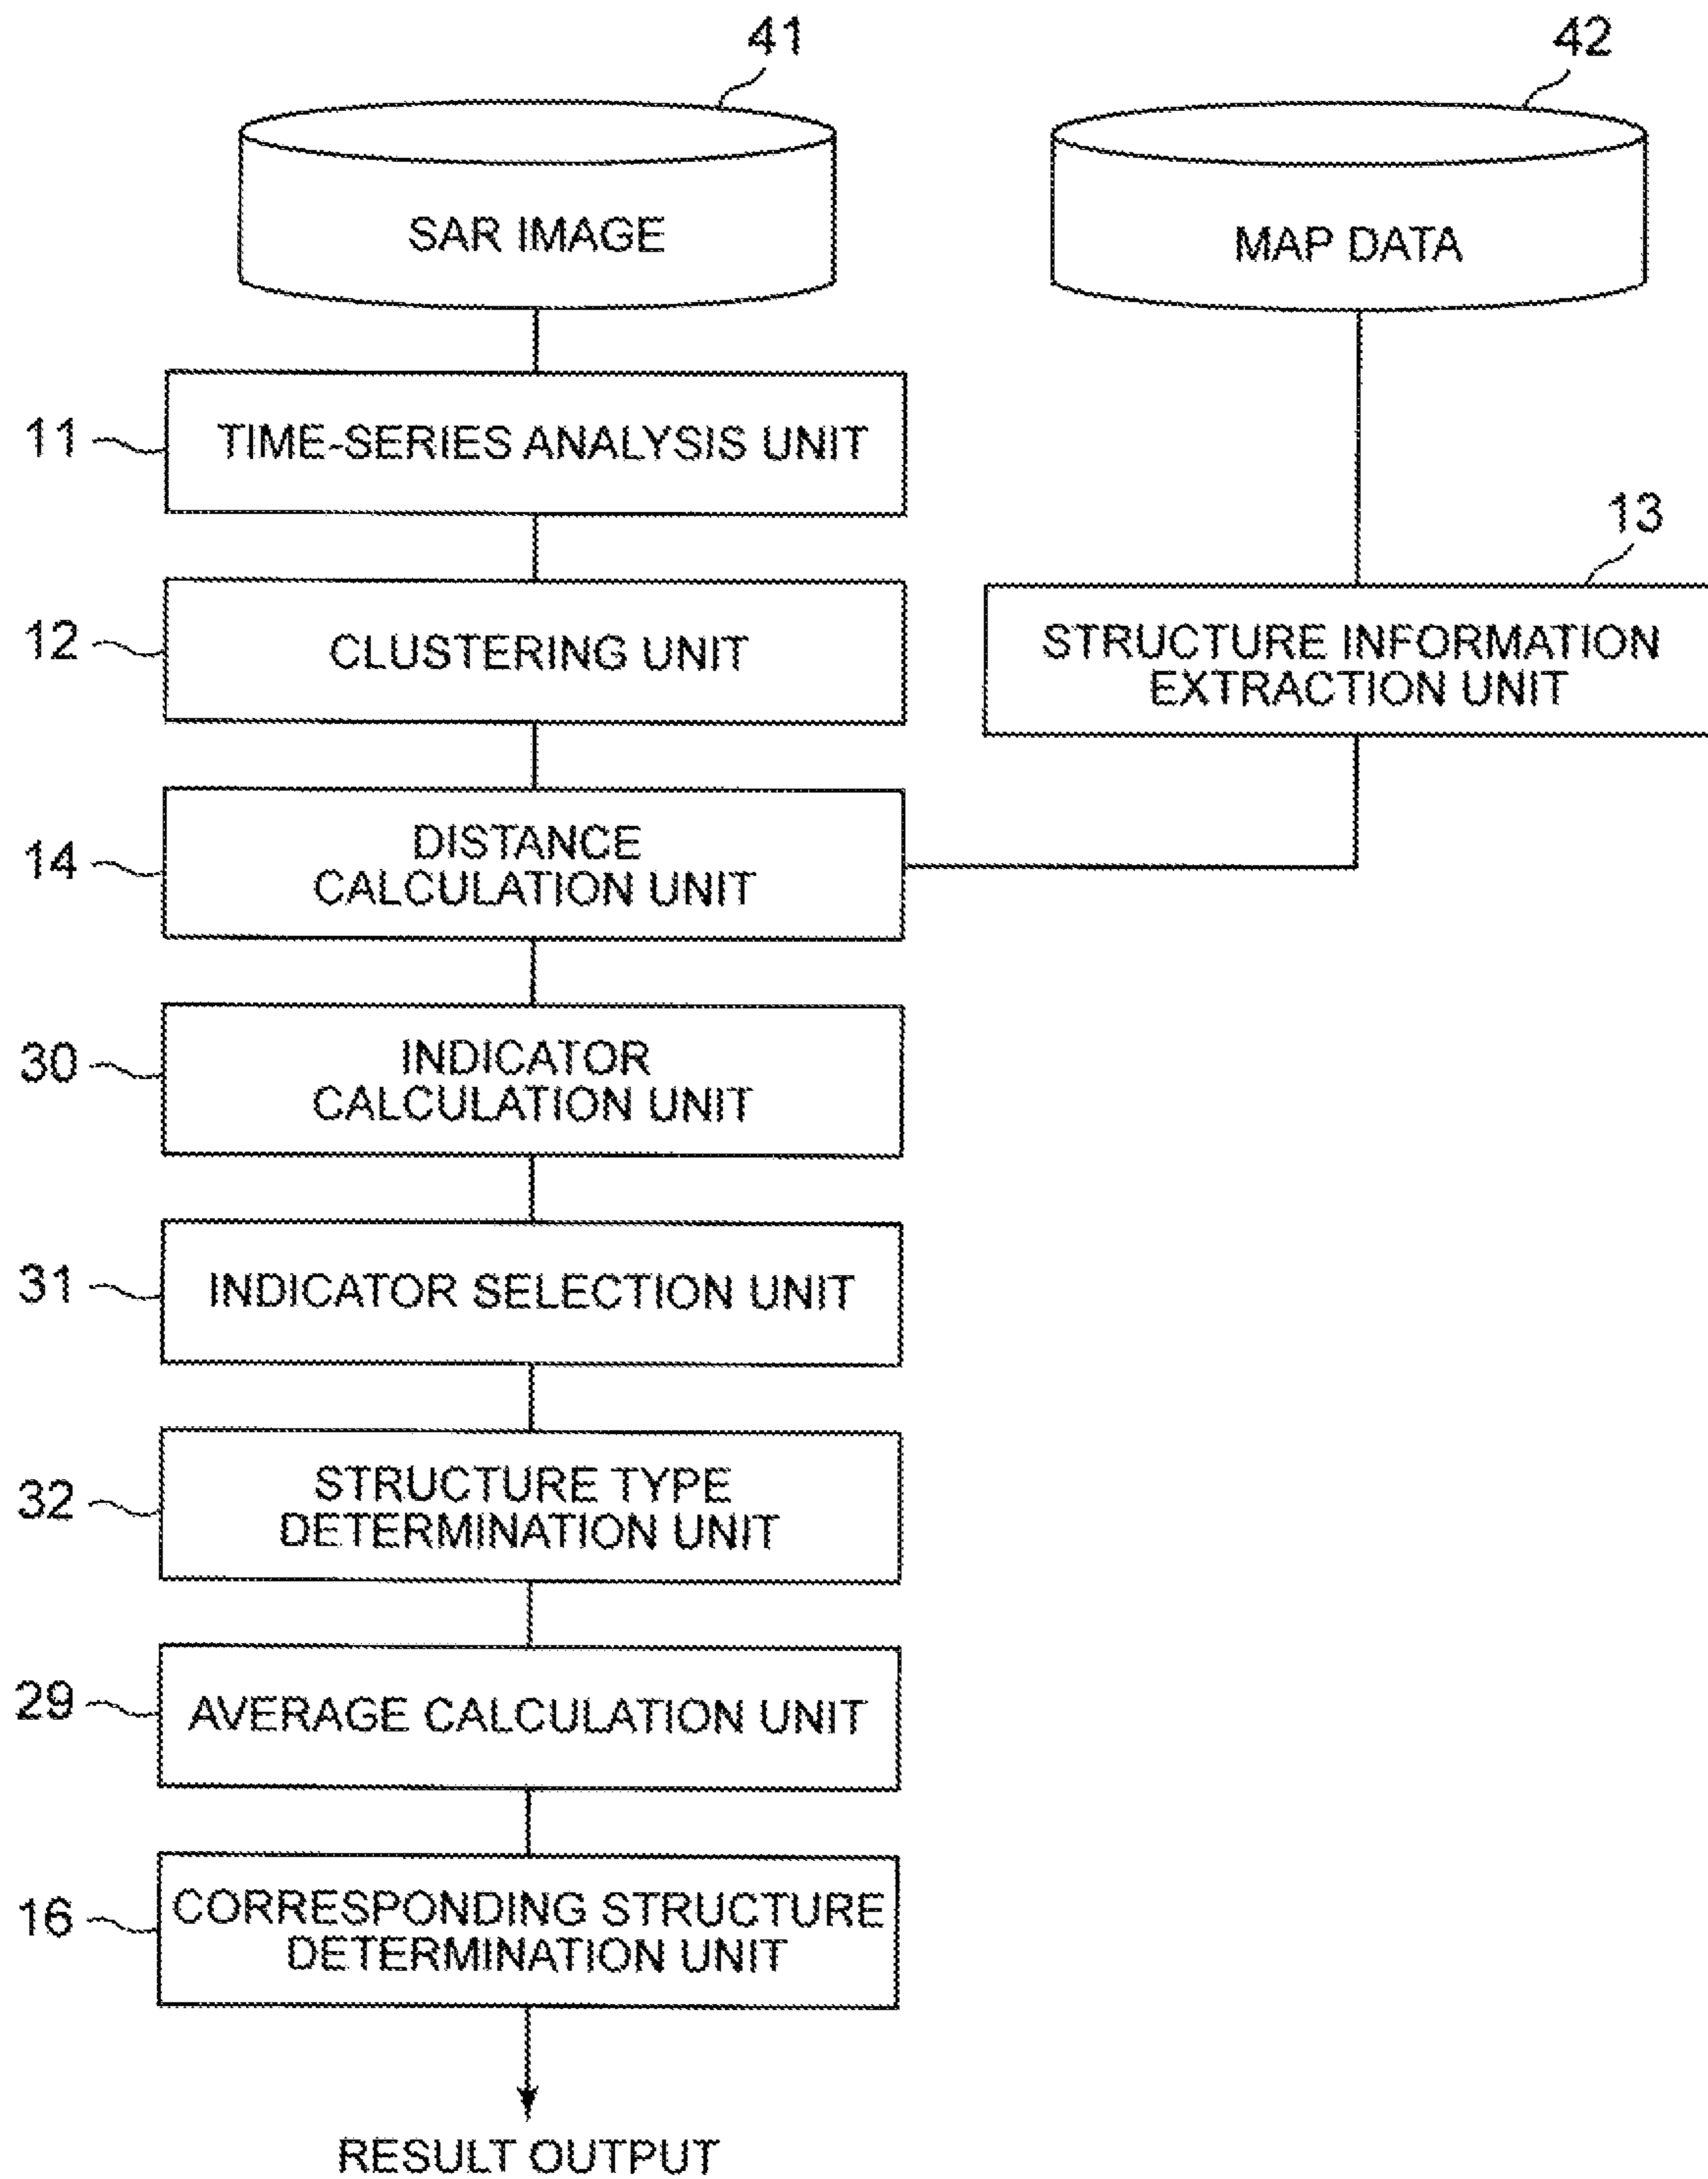 41
42
SAR IMAGE
MAP DATA
11
TIME-SERIES ANALYSIS UNIT
13
12
CLUSTERING UNIT
STRUCTURE INFORMATION
EXTRACTION UNIT
14
DISTANCE
CALCULATION UNIT
30
INDICATOR
CALCULATION UNIT
31
INDICATOR SELECTION UNIT
32
STRUCTURE TYPE
DETERMINATION UNIT
29
AVERAGE CALCULATION UNIT
16
CORRESPONDING STRUCTURE
DETERMINATION UNIT
RESULT OUTPUT